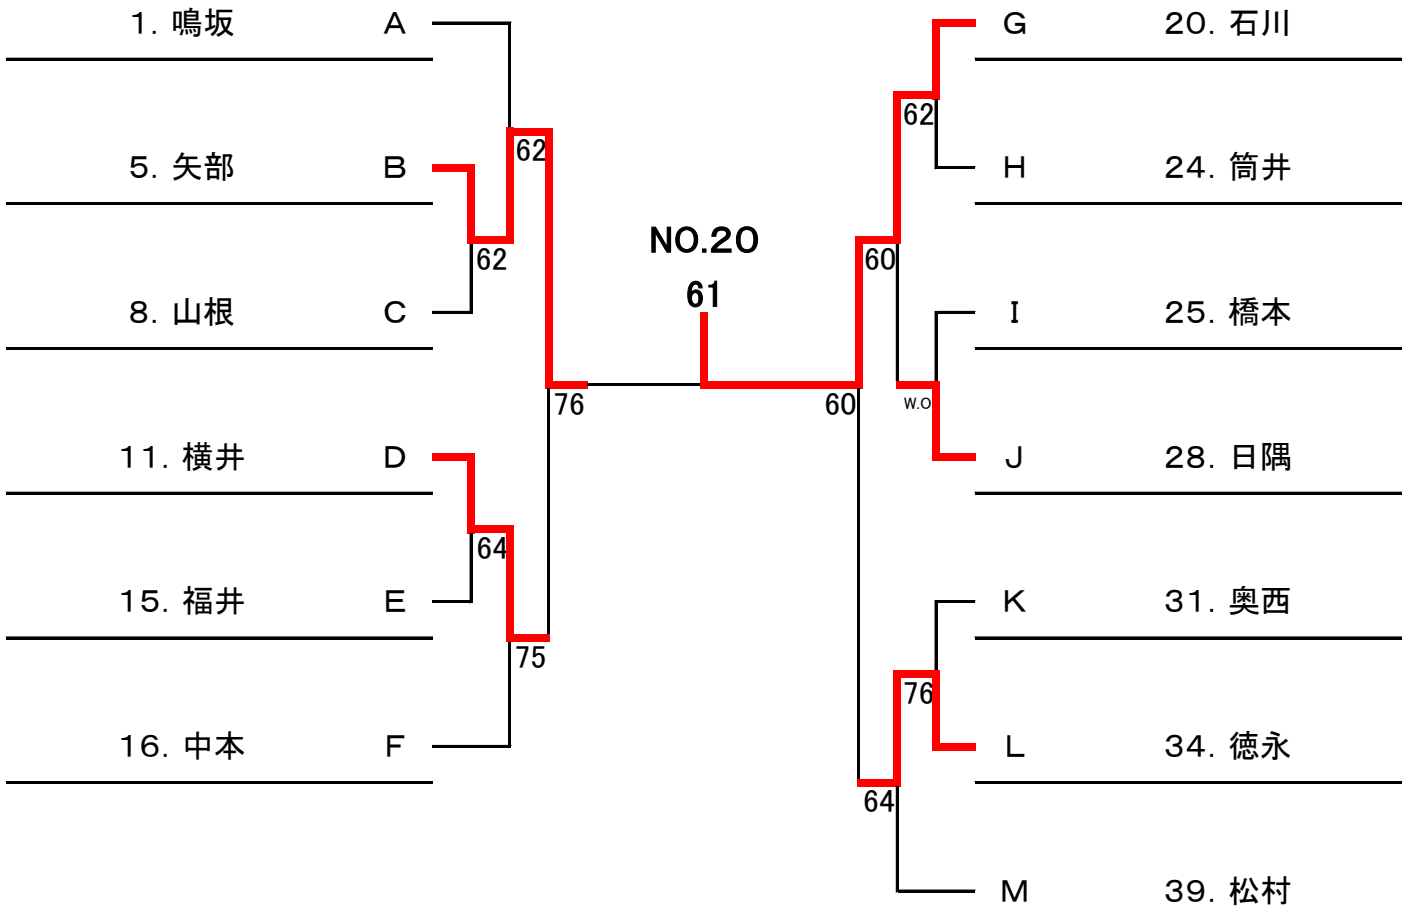 1. 鳴坂 A
5. 矢部 B
8. 山根 C
11. 横井 D
15. 福井 E
16. 中本 F
62
62
64
75
76
NO.20
61
60
60
62
W.O
76
64
G 20. 石川
H 24. 筒井
I 25. 橋本
J 28. 日隅
K 31. 奥西
L 34. 徳永
M 39. 松村